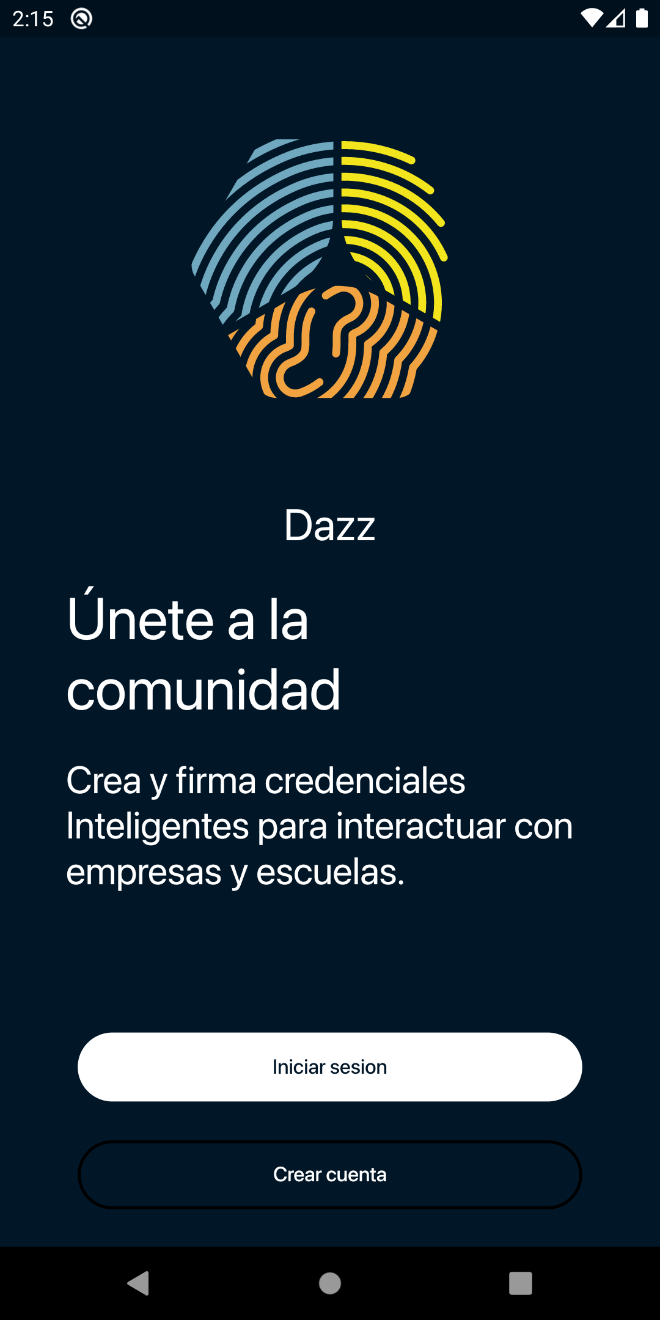 2:15
Dazz
Únete a la
comunidad
Crea y firma credenciales
Inteligentes para interactuar con
empresas y escuelas.
Iniciar sesion
Crear cuenta